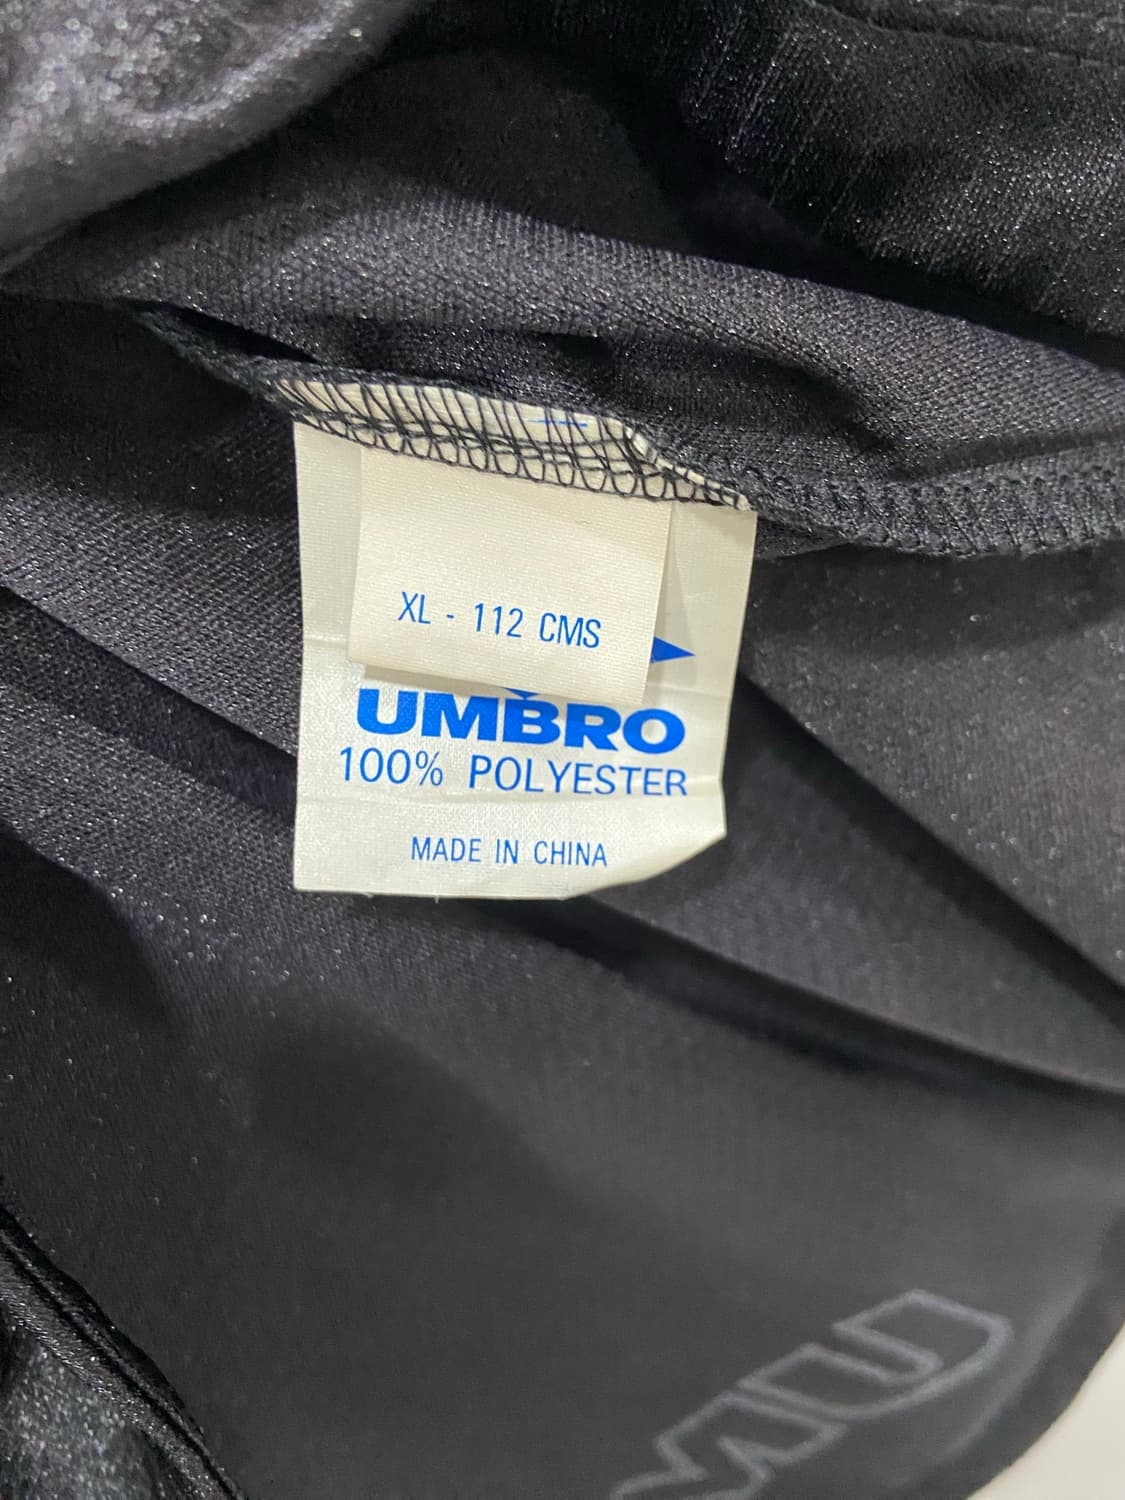 XL - 112 CMS
UMBRO
100% POLYESTER
MADE IN CHINA